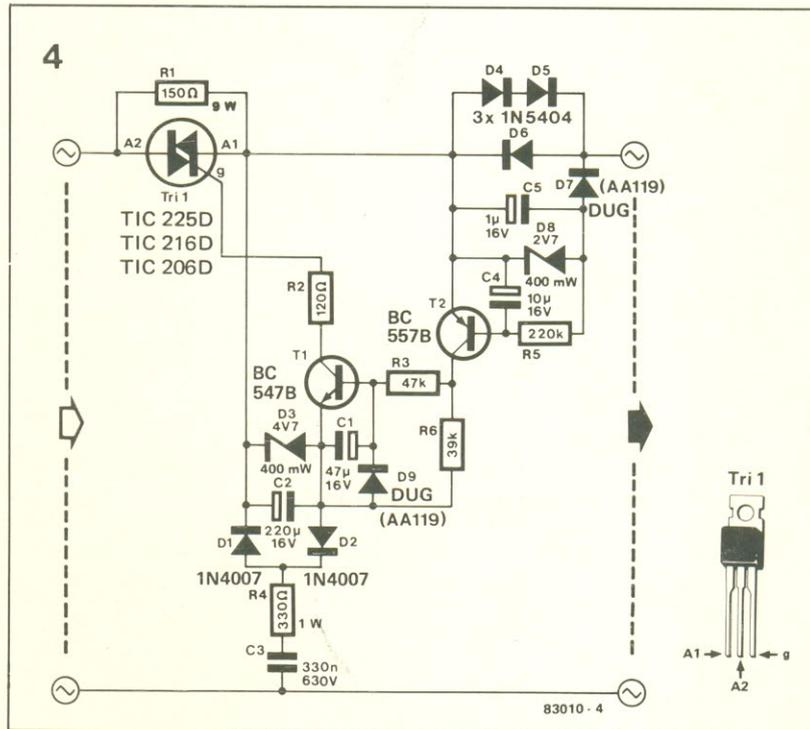 4
R1
150Ω
9 W
A2
A1
g
Tri 1
TIC 225D
TIC 216D
TIC 206D
D4
D5
3x 1N5404
D6
D7
(AA119)
DUG
C5
1µ
16V
D8
2V7
400 mW
C4
10µ
16V
T2
BC
557B
220k
R5
R2
120Ω
T1
BC
547B
R3
47k
R6
39k
D3
4V7
400 mW
C1
47µ
16V
D9
DUG
(AA119)
C2
220µ
16V
D1
D2
1N4007
1N4007
R4
330Ω
1 W
C3
330n
630V
Tri 1
A1
g
A2
83010 - 4